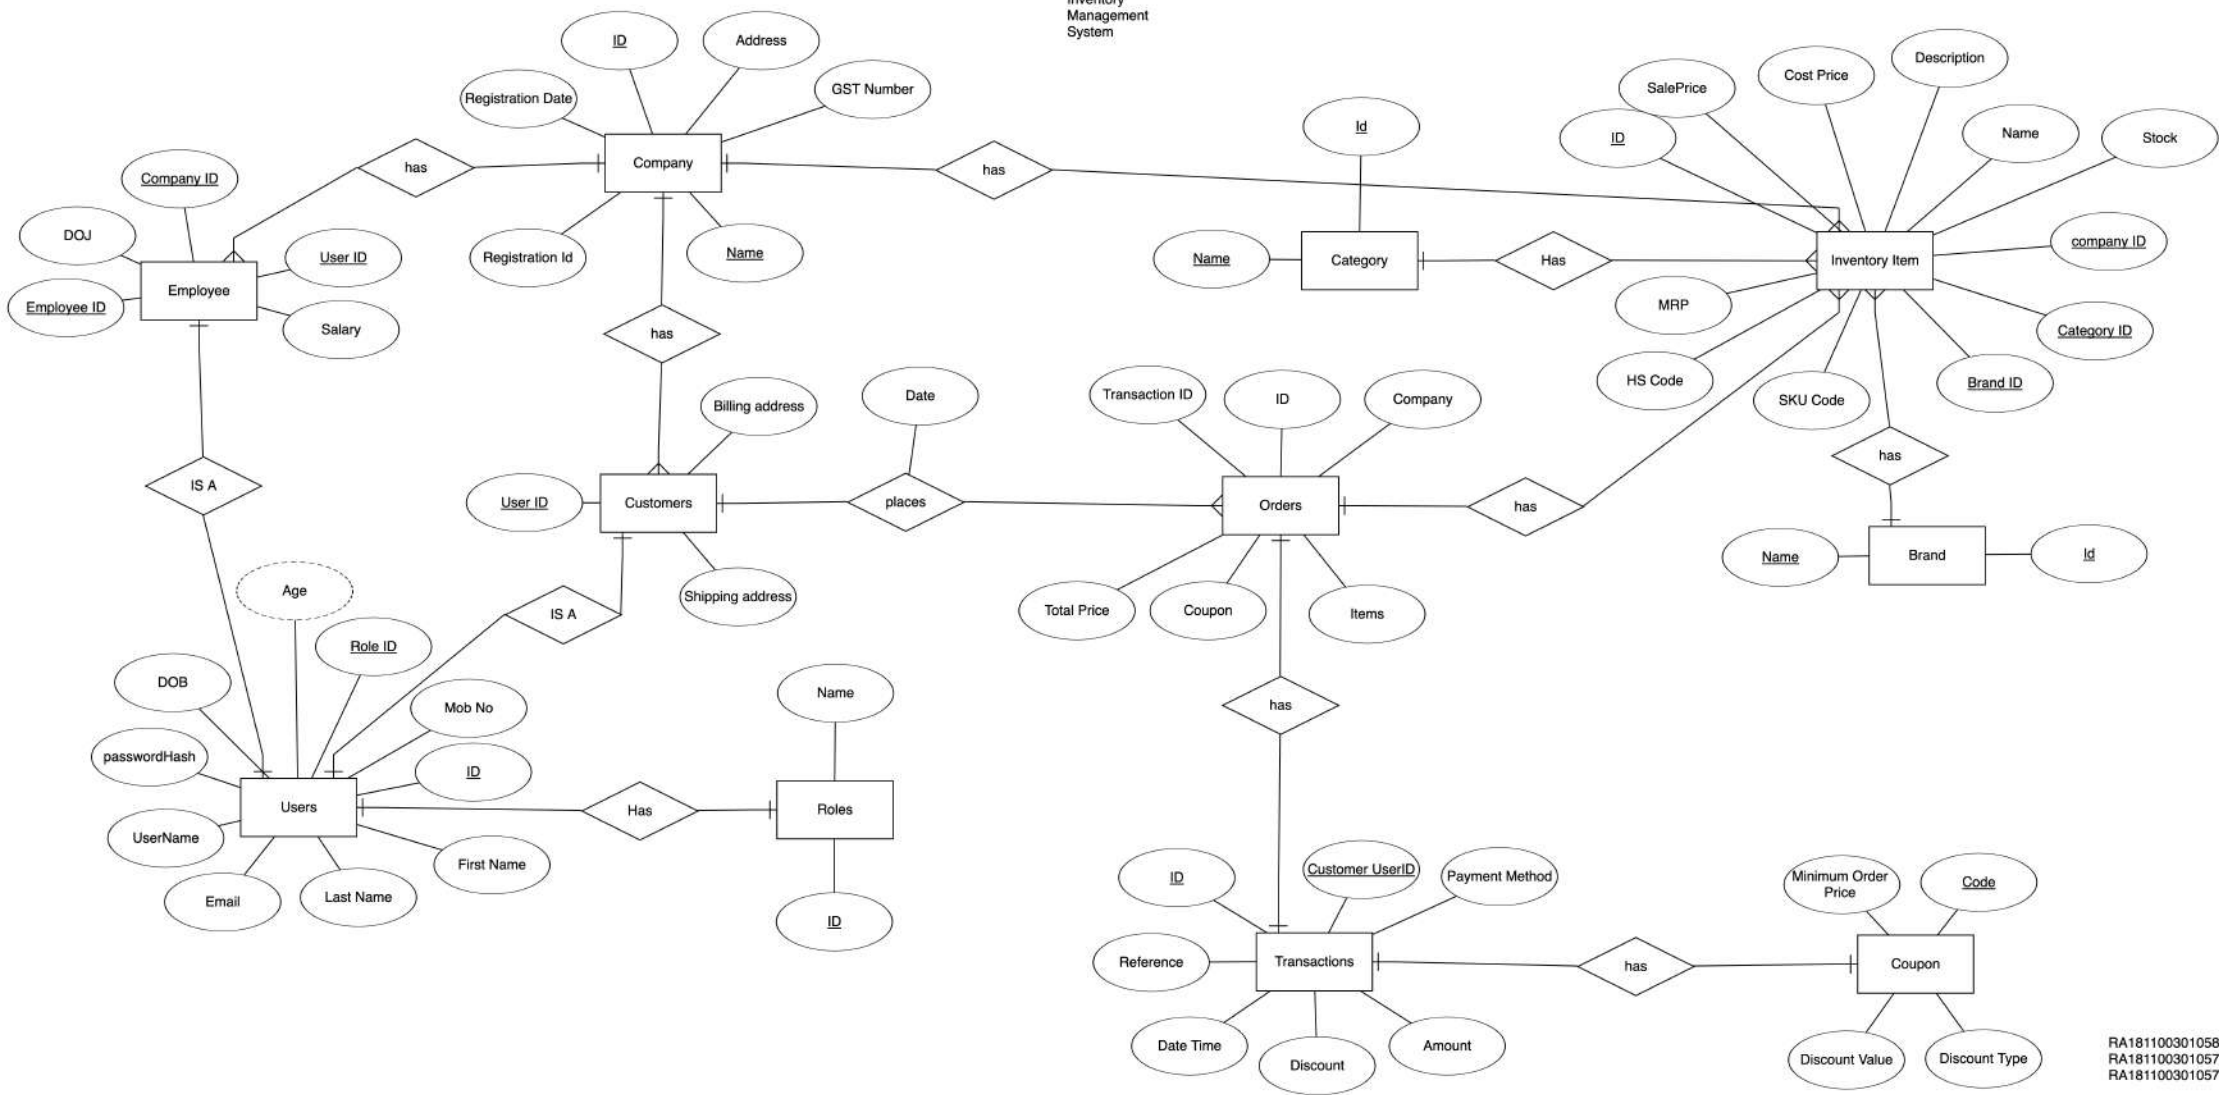 Inventory
Management
System
ID
Address
Registration Date
GST Number
Company
has
has
Registration Id
Name
Company ID
DOJ
User ID
Employee ID
Employee
Salary
has
Id
Name
Category
Has
SalePrice
Cost Price
Description
ID
Name
Stock
company ID
Inventory Item
MRP
Category ID
HS Code
SKU Code
Brand ID
has
Name
Brand
Id
Billing address
Date
User ID
Customers
places
Shipping address
Transaction ID
ID
Company
Orders
has
Total Price
Coupon
Items
has
IS A
IS A
Age
Role ID
DOB
Mob No
passwordHash
ID
Users
UserName
First Name
Email
Last Name
Has
Name
Roles
ID
ID
Customer UserID
Payment Method
Reference
Transactions
Date Time
Discount
Amount
has
Minimum Order
Price
Code
Coupon
Discount Value
Discount Type
RA181100301058
RA181100301057
RA181100301057